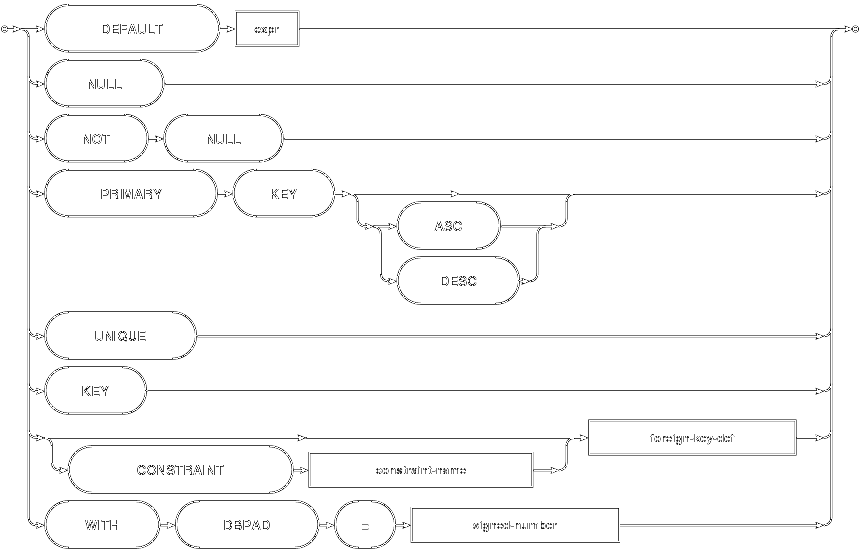 DEFAULT expr
NULL
NOT NULL
PRIMARY KEY
ASC
DESC
UNIQUE
KEY
foreign-key-def
CONSTRAINT constraint-name
WITH DBPAD = signed-number